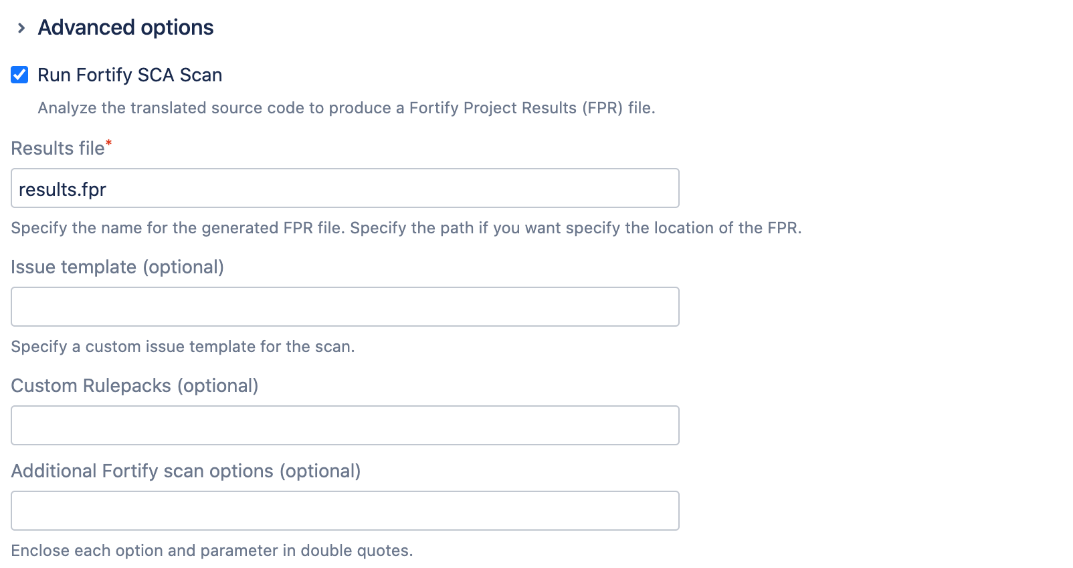 Advanced options
Run Fortify SCA Scan
Analyze the translated source code to produce a Fortify Project Results (FPR) file.
Results file*
results.fpr
Specify the name for the generated FPR file. Specify the path if you want specify the location of the FPR.
Issue template (optional)
Specify a custom issue template for the scan.
Custom Rulepacks (optional)
Additional Fortify scan options (optional)
Enclose each option and parameter in double quotes.